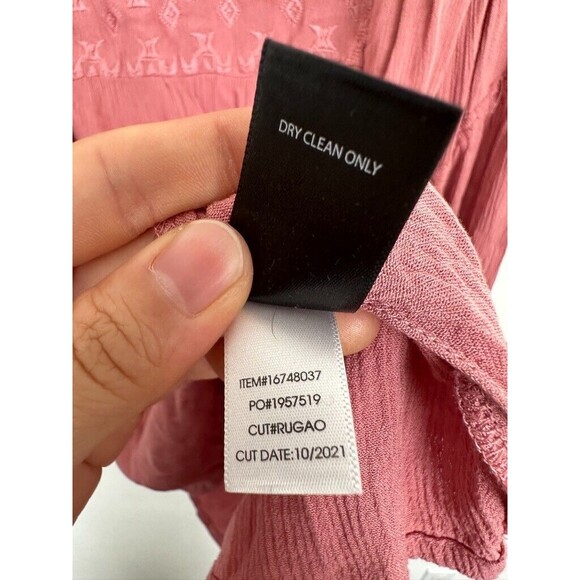 DRY CLEAN ONLY
ITEM#16748037
PO#1957519
CUT#RUGAO
CUT DATE:10/2021